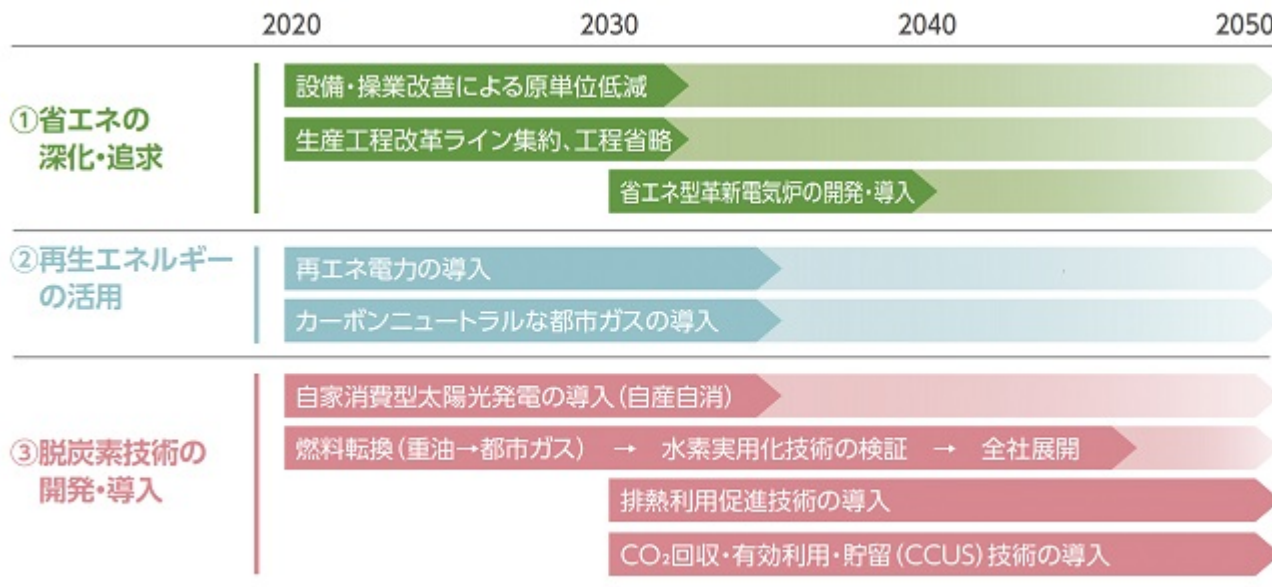 2020 2030 2040 2050
①省エネの
深化・追求
設備・操業改善による原単位低減
生産工程改革ライン集約、工程省略
省エネ型革新電気炉の開発・導入
②再生エネルギー
の活用
再エネ電力の導入
カーボンニュートラルな都市ガスの導入
③脱炭素技術の
開発・導入
自家消費型太陽光発電の導入(自産自消)
燃料転換(重油→都市ガス) → 水素実用化技術の検証 → 全社展開
排熱利用促進技術の導入
CO₂回収・有効利用・貯留(CCUS)技術の導入